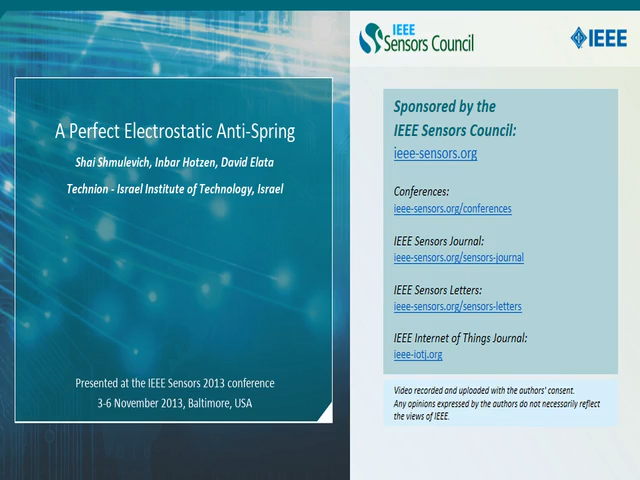 A Perfect Electrostatic Anti-Spring
Shai Shmulevich, Inbar Hotzen, David Elata
Technion - Israel Institute of Technology, Israel
Presented at the IEEE Sensors 2013 conference
3-6 November 2013, Baltimore, USA
IEEE
Sensors Council
IEEE
Sponsored by the
IEEE Sensors Council:
ieee-sensors.org
Conferences:
ieee-sensors.org/conferences
IEEE Sensors Journal:
ieee-sensors.org/sensors-journal
IEEE Sensors Letters:
ieee-sensors.org/sensors-letters
IEEE Internet of Things Journal:
ieee-iotj.org
Video recorded and uploaded with the authors' consent.
Any opinions expressed by the authors do not necessarily reflect
the views of IEEE.